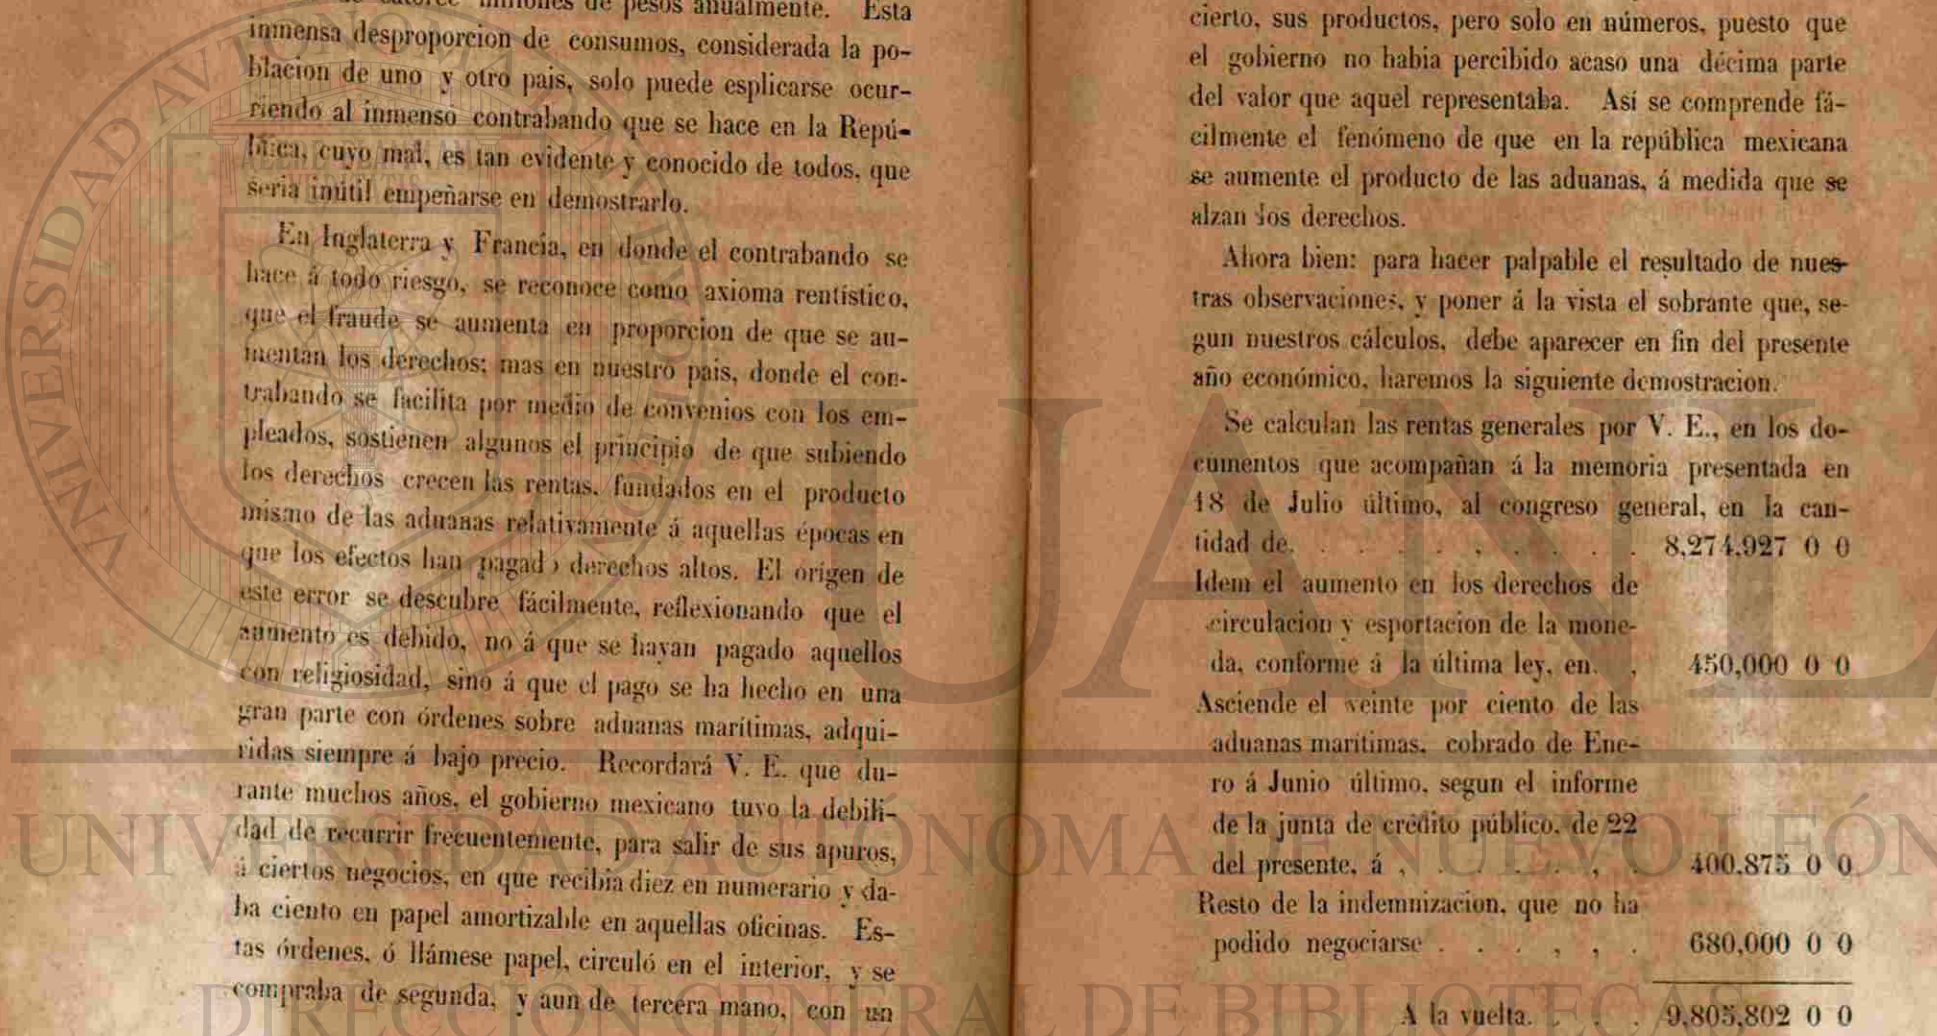 catorce millones de pesos anualmente. Esta
inmensa desproporcion de consumos, considerada la po-
blacion de uno y otro pais, solo puede esplicarse ocur-
riendo al inmenso contrabando que se hace en la Repú-
blica, cuyo mal, es tan evidente y conocido de todos, que
seria inútil empeñarse en demostrarlo.
En Inglaterra y Francia, en donde el contrabando se
hace á todo riesgo, se reconoce como axioma rentístico,
que el fraude se aumenta en proporcion de que se au-
mentan los derechos; mas en nuestro pais, donde el con-
trabando se facilita por medio de convenios con los em-
pleados, sostienen algunos el principio de que subiendo
los derechos crecen las rentas, fundados en el producto
mismo de las aduanas relativamente á aquellas épocas en
que los efectos han pagado derechos altos. El orígen de
este error se descubre fácilmente, reflexionando que el
aumento es debido, no á que se hayan pagado aquellos
con religiosidad, sino á que el pago se ha hecho en una
gran parte con órdenes sobre aduanas marítimas, adqui-
ridas siempre á bajo precio. Recordará V. E. que du-
rante muchos años, el gobierno mexicano tuvo la debili-
dad de recurrir frecuentemente, para salir de sus apuros,
á ciertos negocios, en que recibia diez en numerario y da-
ba ciento en papel amortizable en aquellas oficinas. Es-
tas órdenes, ó llámese papel, circuló en el interior, y se
compraba de segunda, y aun de tercera mano, con un
cierto, sus productos, pero solo en números, puesto que
el gobierno no habia percibido acaso una décima parte
del valor que aquel representaba. Así se comprende fá-
cilmente el fenómeno de que en la república mexicana
se aumente el producto de las aduanas, á medida que se
alzan los derechos.
Ahora bien: para hacer palpable el resultado de nues-
tras observaciones, y poner á la vista el sobrante que, se-
gun nuestros cálculos, debe aparecer en fin del presente
año económico, haremos la siguiente demostracion.
Se calculan las rentas generales por V. E., en los do-
cumentos que acompañan á la memoria presentada en
18 de Julio último, al congreso general, en la can-
tidad de. . . . . , . . . . 8,274,927 0 0
Idem el aumento en los derechos de
circulacion y esportacion de la mone-
da, conforme á la última ley, en. , 450,000 0 0
Asciende el veinte por ciento de las
aduanas marítimas, cobrado de Ene-
ro á Junio último, segun el informe
de la junta de crédito público, de 22
del presente, á , . . . . , . 400,875 0 0
Resto de la indemnizacion, que no ha
podido negociarse . . . , , . 680,000 0 0
A la vuelta. . . . 9,805,802 0 0
UNIVERSIDAD AUTÓNOMA DE NUEVO LEÓN
UANL
DIRECCIÓN GENERAL DE BIBLIOTECAS